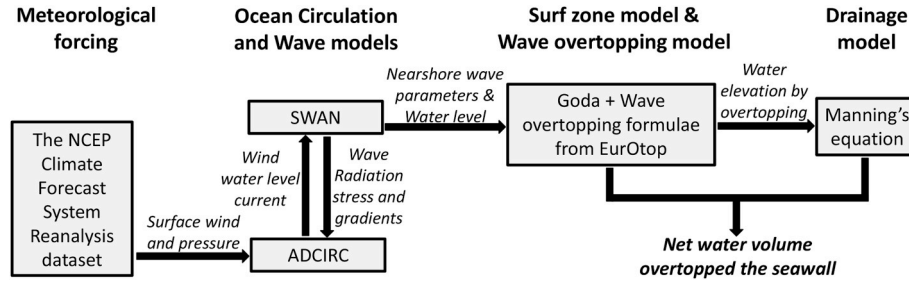 Meteorological
forcing
Ocean Circulation
and Wave models
Surf zone model &
Wave overtopping model
Drainage
model
The NCEP
Climate
Forecast
System
Reanalysis
dataset
Surface wind
and pressure
SWAN
Wind
water level
current
Wave
Radiation
stress and
gradients
ADCIRC
Nearshore wave
parameters &
Water level
Goda + Wave
overtopping formulae
from EurOtop
Water
elevation by
overtopping
Manning's
equation
Net water volume
overtopped the seawall